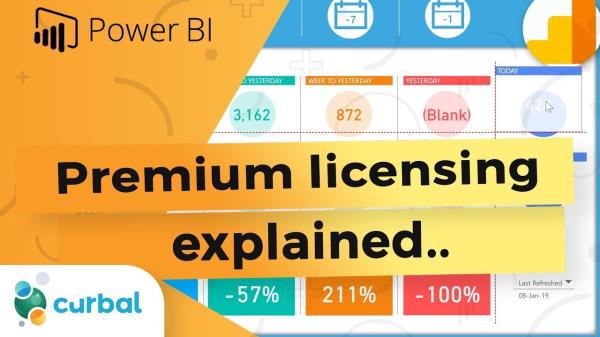 Power BI
-7
-1
O YESTERDAY
WEEK TO YESTERDAY
YESTERDAY
TODAY
3,162
872
(Blank)
Premium licensing
explained..
-57%
211%
-100%
Last Refreshed
08-Jan-19
curbal